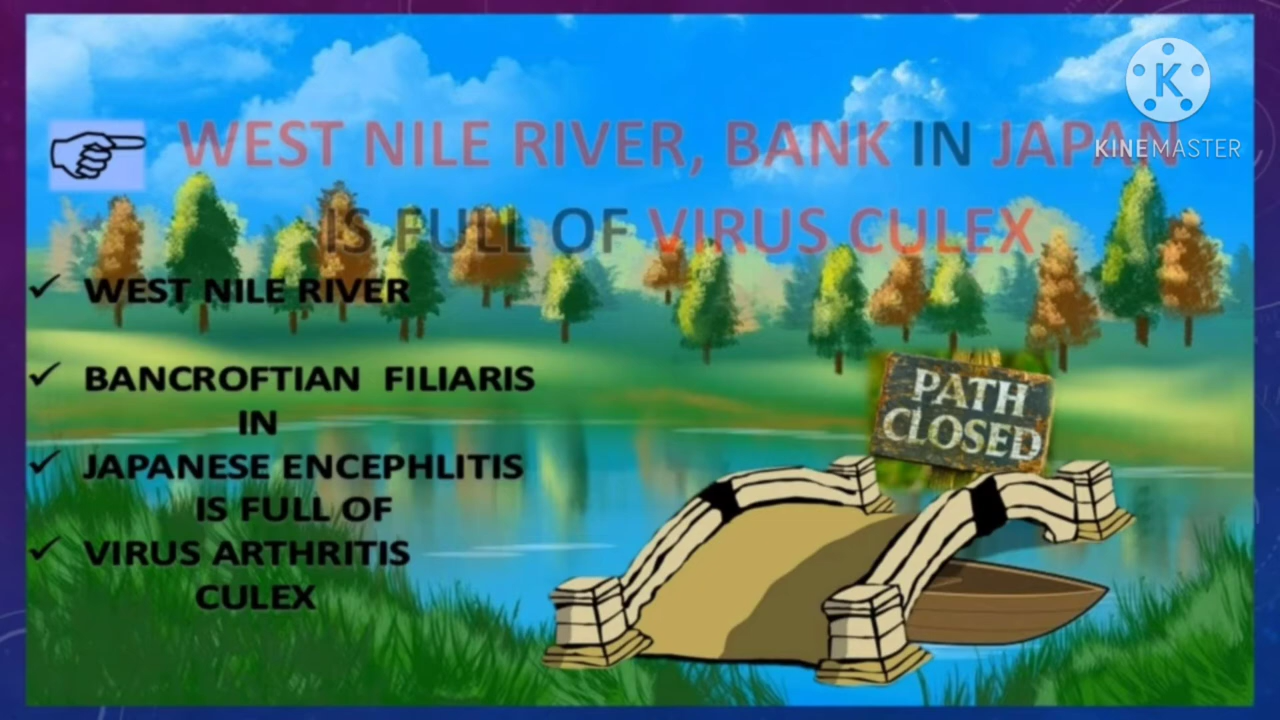 WEST NILE RIVER, BANK IN JAPAN
IS FULL OF VIRUS CULEX
✓ WEST NILE RIVER
✓ BANCROFTIAN FILIARIS
IN
✓ JAPANESE ENCEPHLITIS
IS FULL OF
✓ VIRUS ARTHRITIS
CULEX
PATH
CLOSED
K
KINEMASTER